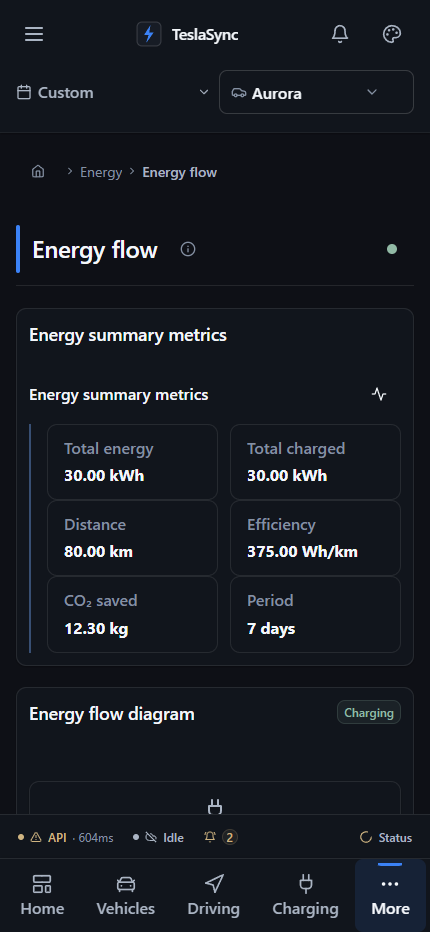 TeslaSync
Custom
Aurora
Energy
Energy flow
Energy flow
Energy summary metrics
Energy summary metrics
Total energy
30.00 kWh
Total charged
30.00 kWh
Distance
80.00 km
Efficiency
375.00 Wh/km
CO₂ saved
12.30 kg
Period
7 days
Energy flow diagram
Charging
API · 604ms
Idle
2
Status
Home
Vehicles
Driving
Charging
More